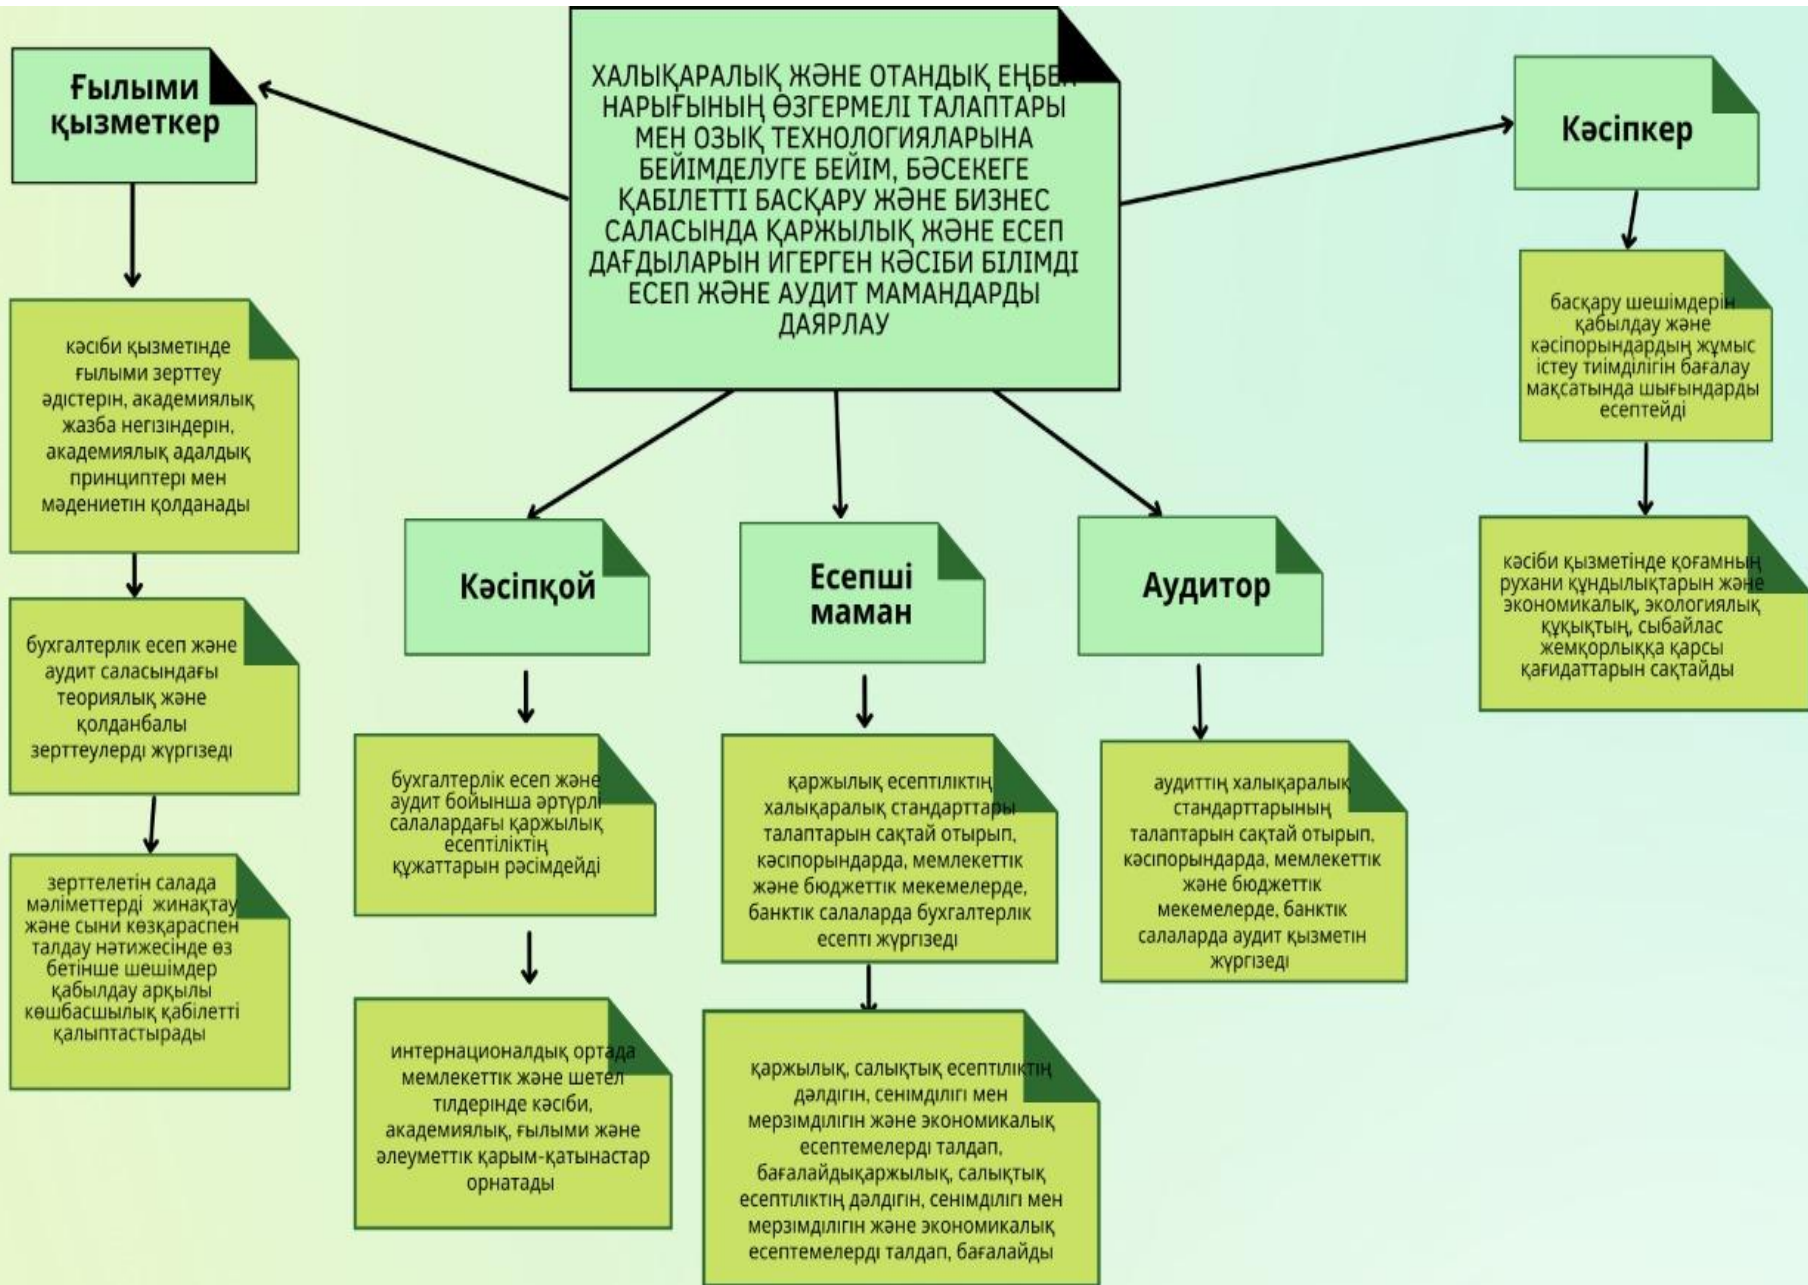 ХАЛЫҚАРАЛЫҚ ЖӘНЕ ОТАНДЫҚ ЕҢБЕК
НАРЫҒЫНЫҢ ӨЗГЕРМЕЛІ ТАЛАПТАРЫ
МЕН ОЗЫҚ ТЕХНОЛОГИЯЛАРЫНА
БЕЙІМДЕЛУГЕ БЕЙІМ, БӘСЕКЕГЕ
ҚАБІЛЕТТІ БАСҚАРУ ЖӘНЕ БИЗНЕС
САЛАСЫНДА ҚАРЖЫЛЫҚ ЖӘНЕ ЕСЕП
ДАҒДЫЛАРЫН ИГЕРГЕН КӘСІБИ БІЛІМДІ
ЕСЕП ЖӘНЕ АУДИТ МАМАНДАРДЫ
ДАЯРЛАУ
Ғылыми
қызметкер
кәсіби қызметінде
ғылыми зерттеу
әдістерін, академиялық
жазба негізіндерін,
академиялық адалдық
принциптері мен
мәдениетін қолданады
бухгалтерлік есеп және
аудит саласындағы
теориялық және
қолданбалы
зерттеулерді жүргізеді
зерттелетін салада
мәліметтерді жинақтау
және сыни көзқараспен
талдау нәтижесінде өз
бетінше шешімдер
қабылдау арқылы
көшбасшылық қабілетті
қалыптастырады
Кәсіпқой
бухгалтерлік есеп және
аудит бойынша әртүрлі
салалардағы қаржылық
есептіліктің
құжаттарын рәсімдейді
интернационалдық ортада
мемлекеттік және шетел
тілдерінде кәсіби,
академиялық, ғылыми және
әлеуметтік қарым-қатынастар
орнатады
Есепші
маман
қаржылық есептіліктің
халықаралық стандарттары
талаптарын сақтай отырып,
кәсіпорындарда, мемлекеттік
және бюджеттік мекемелерде,
банктік салаларда бухгалтерлік
есепті жүргізеді
қаржылық, салықтық есептіліктің
дәлдігін, сенімділігі мен
мерзімділігін және экономикалық
есептемелерді талдап,
бағалайдықаржылық, салықтық
есептіліктің дәлдігін, сенімділігі мен
мерзімділігін және экономикалық
есептемелерді талдап, бағалайды
Аудитор
аудиттің халықаралық
стандарттарының
талаптарын сақтай отырып,
кәсіпорындарда, мемлекеттік
және бюджеттік
мекемелерде, банктік
салаларда аудит қызметін
жүргізеді
Кәсіпкер
басқару шешімдерін
қабылдау және
кәсіпорындардың жұмыс
істеу тиімділігін бағалау
мақсатында шығындарды
есептейді
кәсіби қызметінде қоғамның
рухани құндылықтарын және
экономикалық, экологиялық
құқықтың, сыбайлас
жемқорлыққа қарсы
қағидаттарын сақтайды